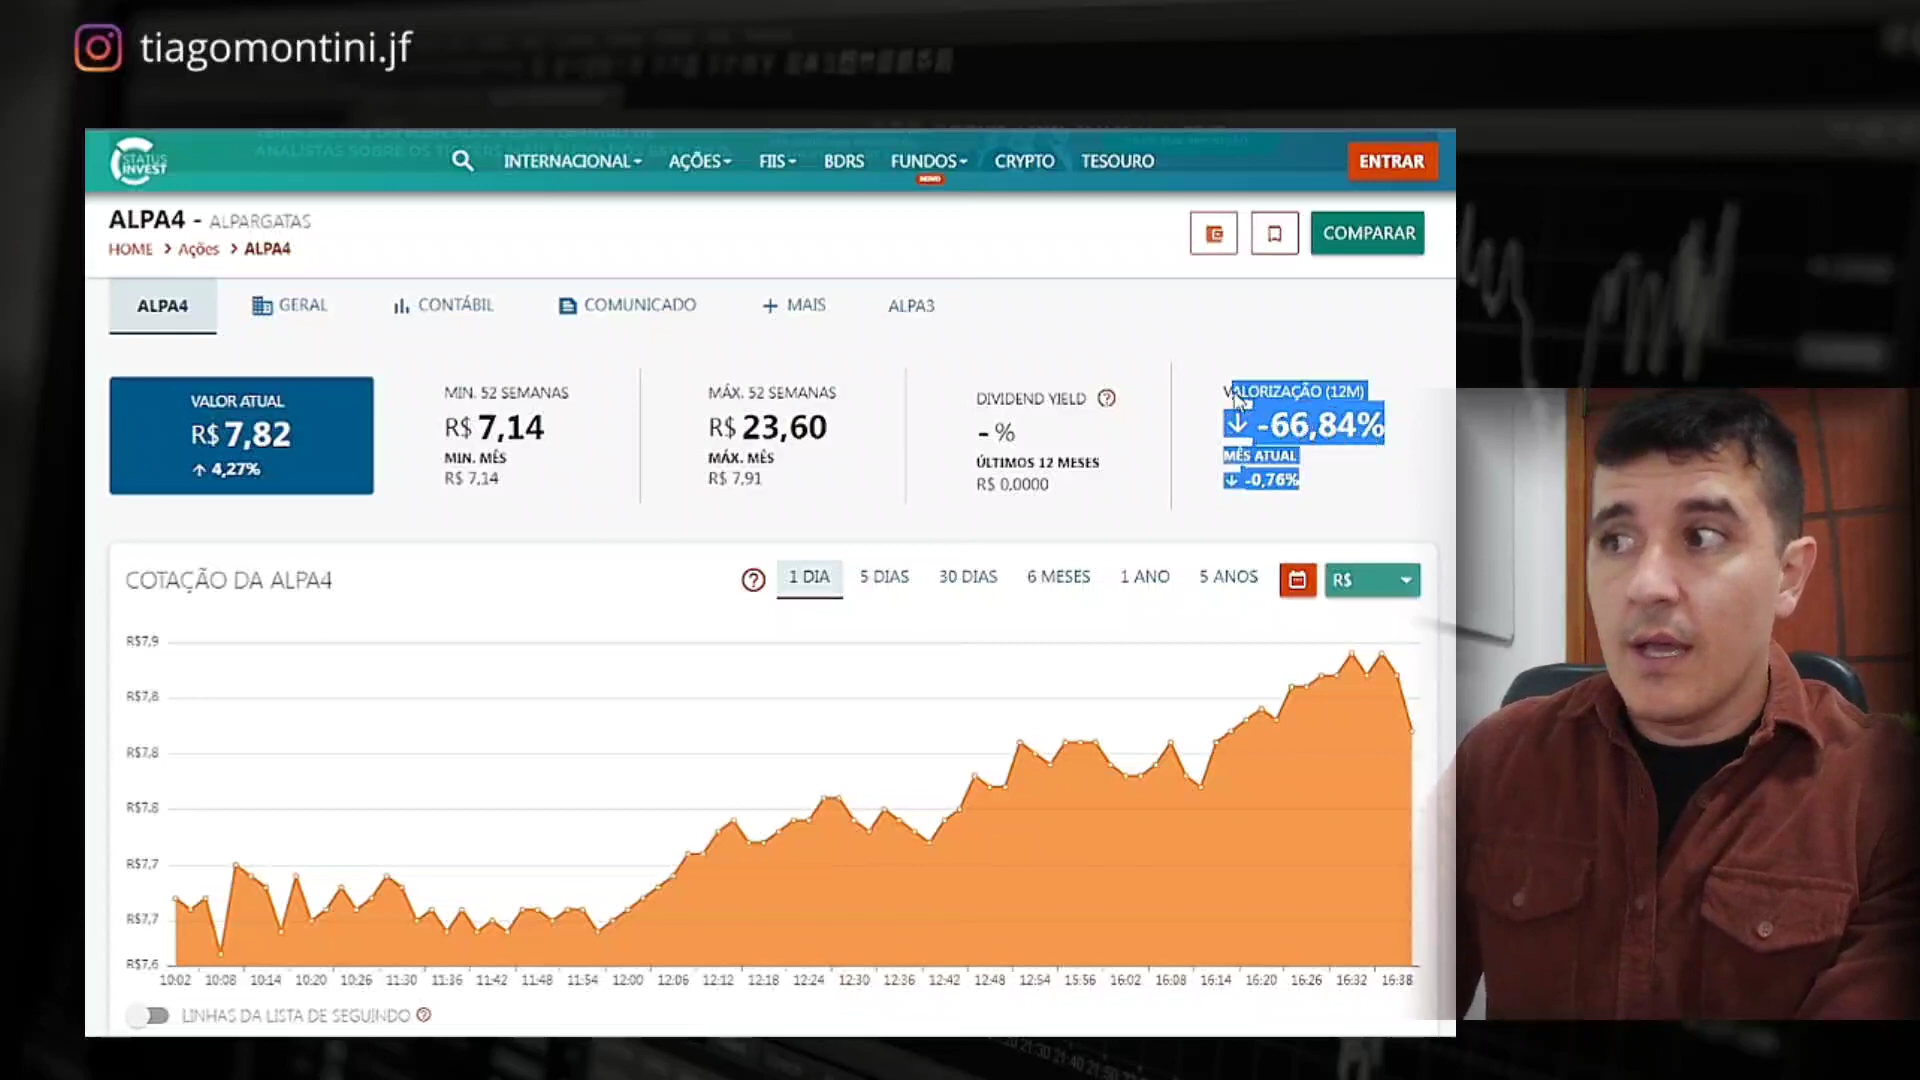 tiagomontini.jf
STATUS
INVEST
INTERNACIONAL
AÇÕES
FIIS
BDRS
FUNDOS
NOVO
CRYPTO
TESOURO
ENTRAR
ALPA4 - ALPARGATAS
HOME > Ações > ALPA4
COMPARAR
ALPA4
GERAL
CONTÁBIL
COMUNICADO
MAIS
ALPA3
VALOR ATUAL
R$ 7,82
4,27%
MIN. 52 SEMANAS
R$ 7,14
MIN. MÊS
R$ 7,14
MÁX. 52 SEMANAS
R$ 23,60
MÁX. MÊS
R$ 7,91
DIVIDEND YIELD
- %
ÚLTIMOS 12 MESES
R$ 0,0000
VALORIZAÇÃO (12M)
-66,84%
MÊS ATUAL
-0,76%
COTAÇÃO DA ALPA4
1 DIA
5 DIAS
30 DIAS
6 MESES
1 ANO
5 ANOS
R$
R$7,9
R$7,8
R$7,8
R$7,8
R$7,7
R$7,7
R$7,6
10:02 10:08 10:14 10:20 10:26 11:30 11:36 11:42 11:48 11:54 12:00 12:06 12:12 12:18 12:24 12:30 12:36 12:42 12:48 12:54 15:56 16:02 16:08 16:14 16:20 16:26 16:32 16:38
LINHAS DA LISTA DE SEGUINDO